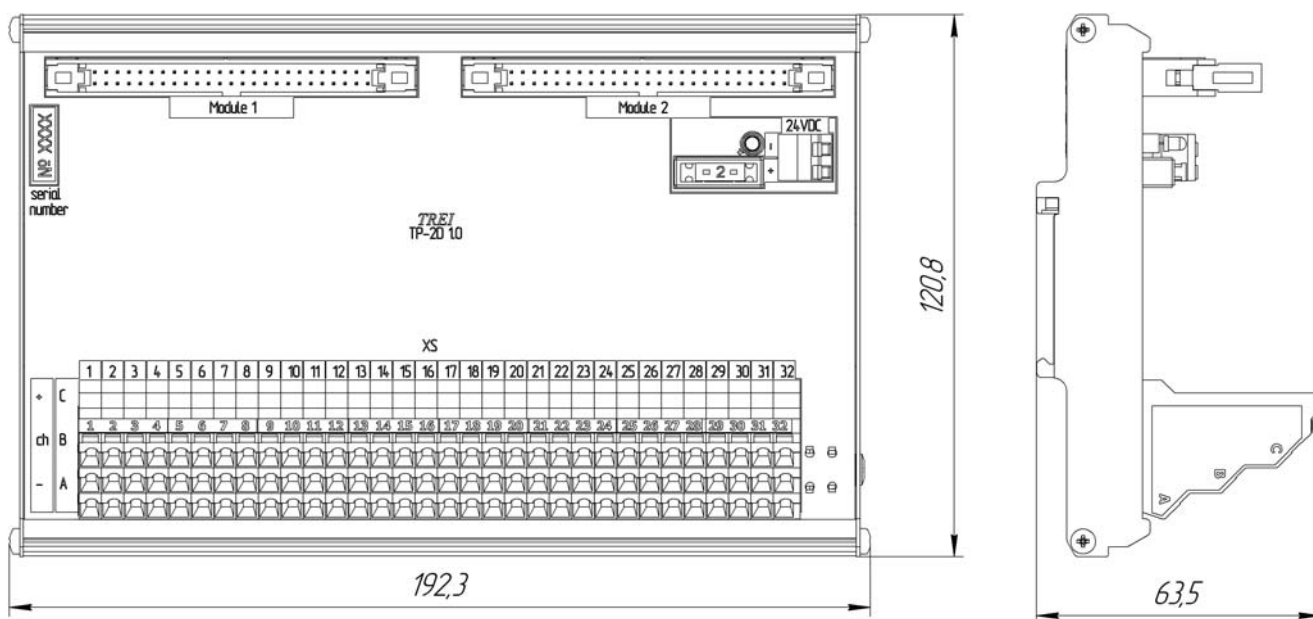 Module 1
Module 2
24VDC
№ XXXX
serial
number
-
+
2
TREI
TP-2D 1.0
120,8
XS
1 2 3 4 5 6 7 8 9 10 11 12 13 14 15 16 17 18 19 20 21 22 23 24 25 26 27 28 29 30 31 32
+ C
1 2 3 4 5 6 7 8 9 10 11 12 13 14 15 16 17 18 19 20 21 22 23 24 25 26 27 28 29 30 31 32
ch B
- A
C
B
A
192,3
63,5